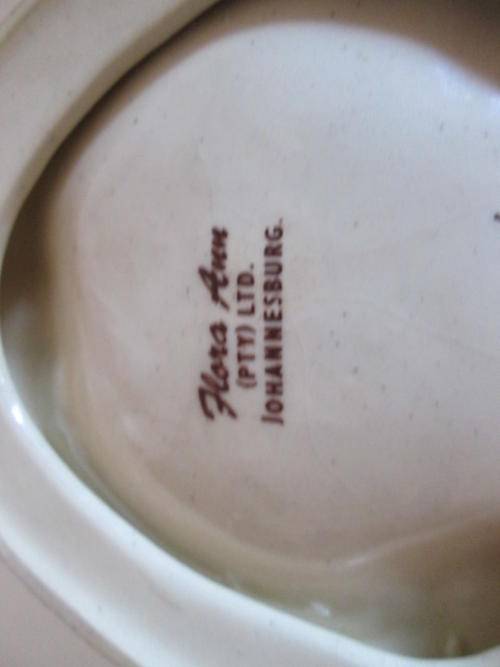 Flora Ann
(PTY) LTD.
JOHANNESBURG.